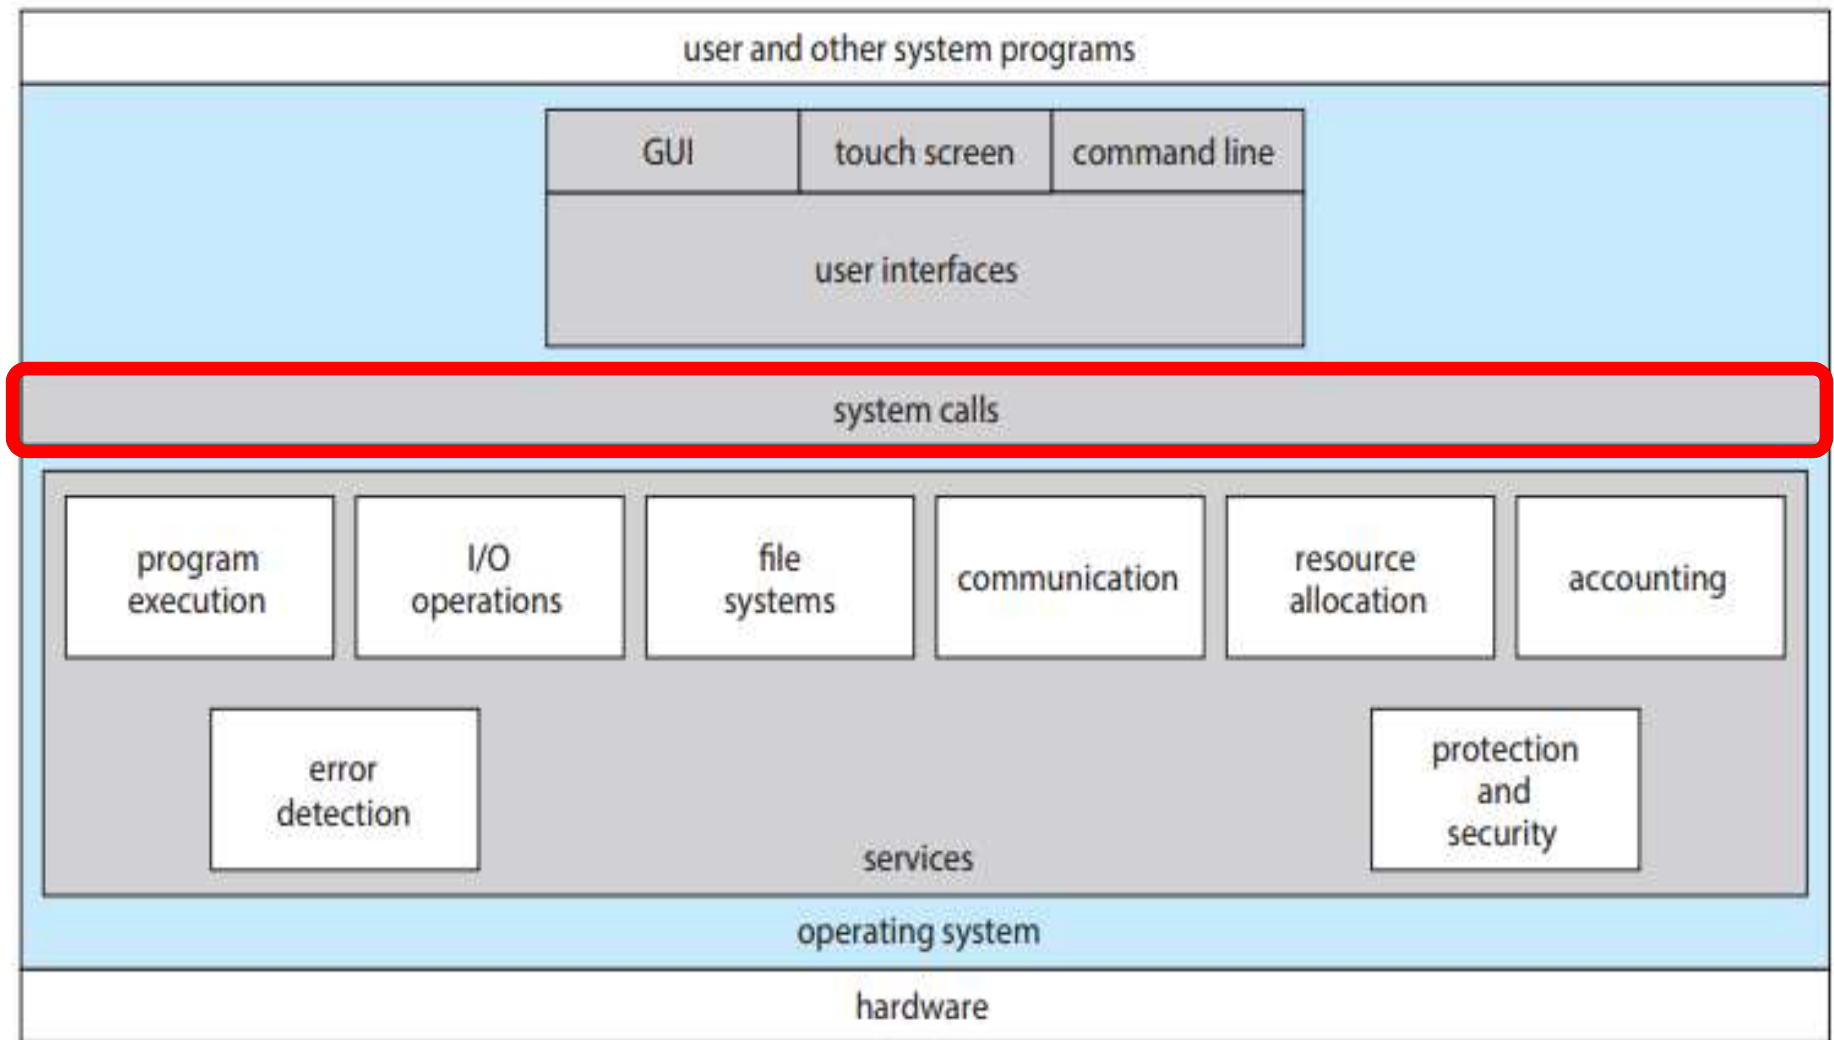 user and other system programs
GUI
touch screen
command line
user interfaces
system calls
program
execution
I/O
operations
file
systems
communication
resource
allocation
accounting
error
detection
protection
and
security
services
operating system
hardware